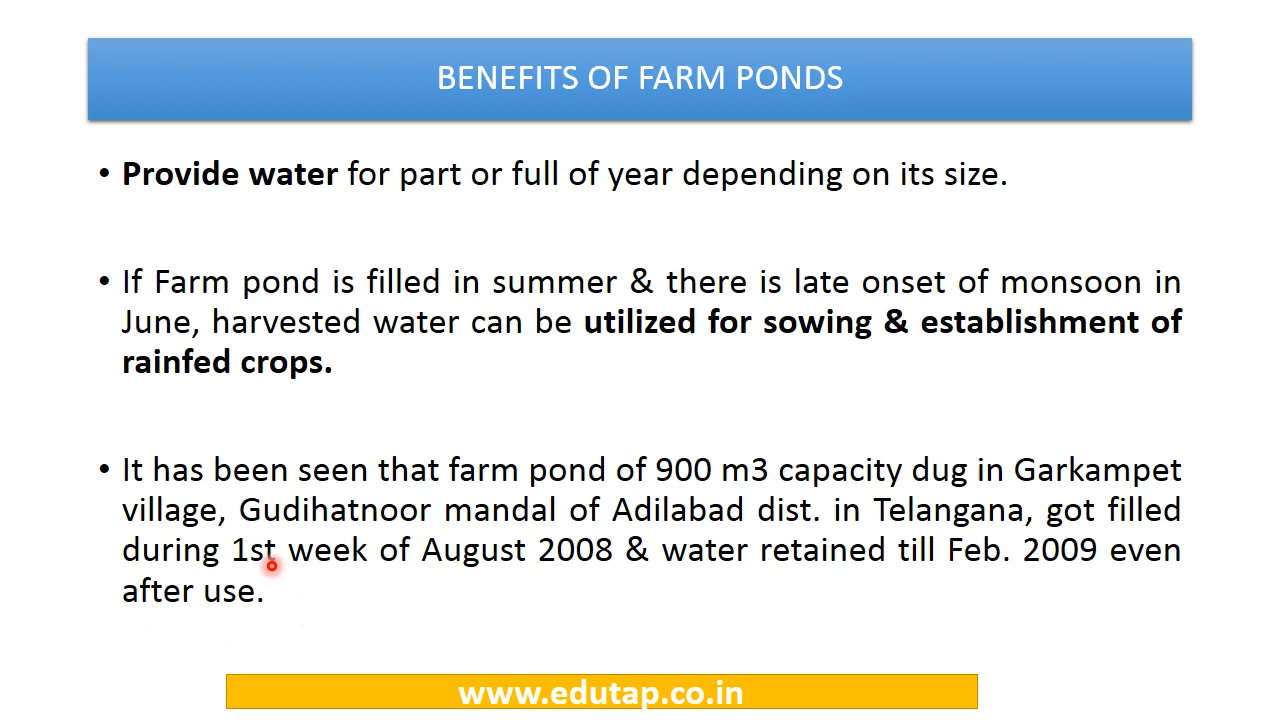 BENEFITS OF FARM PONDS
• Provide water for part or full of year depending on its size.
• If Farm pond is filled in summer & there is late onset of monsoon in
June, harvested water can be utilized for sowing & establishment of
rainfed crops.
• It has been seen that farm pond of 900 m3 capacity dug in Garkampet
village, Gudihatnoor mandal of Adilabad dist. in Telangana, got filled
during 1st week of August 2008 & water retained till Feb. 2009 even
after use.
www.edutap.co.in